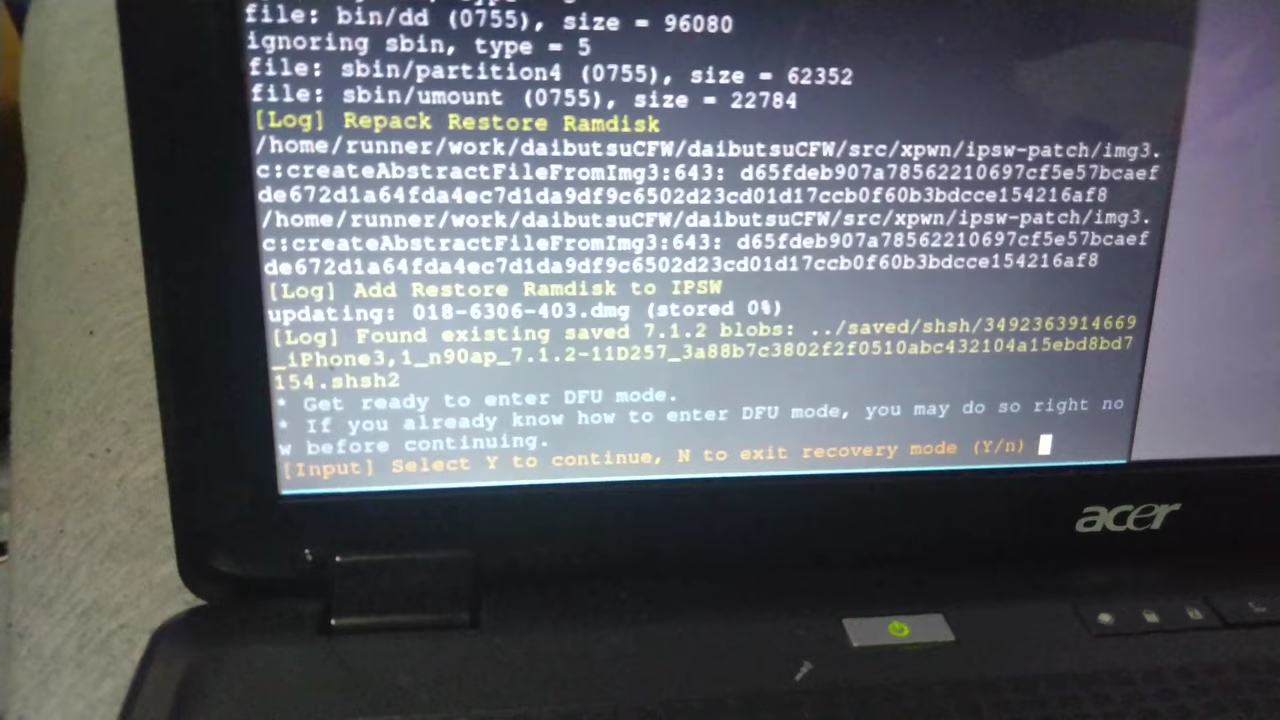 file: bin/dd (0755), size = 96080
ignoring sbin, type = 5
file: sbin/partition4 (0755), size = 62352
file: sbin/umount (0755), size = 22784
[Log] Repack Restore Ramdisk
/home/runner/work/daibutsuCFW/daibutsuCFW/src/xpwn/ipsw-patch/img3.
c:createAbstractFileFromImg3:643: d65fdeb907a78562210697cf5e57bcaef
de672d1a64fda4ec7d1da9df9c6502d23cd01d17ccb0f60b3bdcce154216af8
/home/runner/work/daibutsuCFW/daibutsuCFW/src/xpwn/ipsw-patch/img3.
c:createAbstractFileFromImg3:643: d65fdeb907a78562210697cf5e57bcaef
de672d1a64fda4ec7d1da9df9c6502d23cd01d17ccb0f60b3bdcce154216af8
[Log] Add Restore Ramdisk to IPSW
updating: 018-6306-403.dmg (stored 0%)
[Log] Found existing saved 7.1.2 blobs: ../saved/shsh/3492363914669
_iPhone3,1_n90ap_7.1.2-11D257_3a88b7c3802f2f0510abc432104a15ebd8bd7
154.shsh2
* Get ready to enter DFU mode.
* If you already know how to enter DFU mode, you may do so right no
w before continuing.
[Input] Select Y to continue, N to exit recovery mode (Y/n)
acer